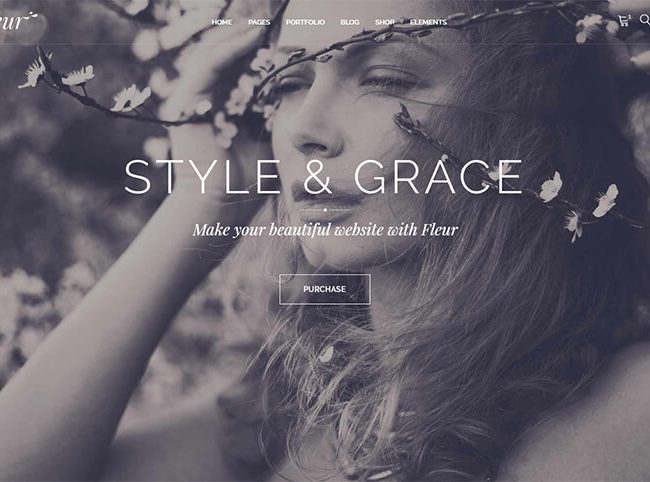 eur
HOME PAGES PORTFOLIO BLOG SHOP ELEMENTS
STYLE & GRACE
Make your beautiful website with Fleur
PURCHASE